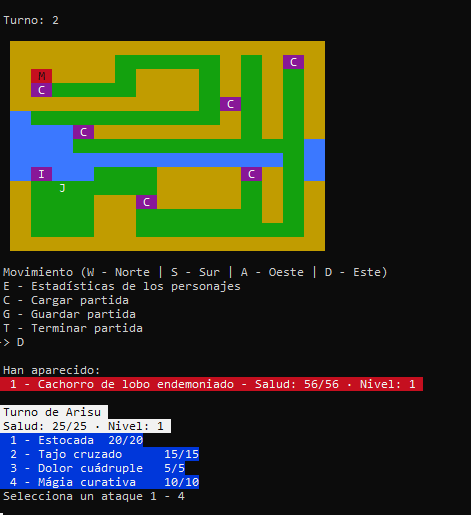 Turno: 2
C
M
C
C
C
I
C
J
C
Movimiento (W - Norte | S - Sur | A - Oeste | D - Este)
E - Estadísticas de los personajes
C - Cargar partida
G - Guardar partida
T - Terminar partida
-> D
Han aparecido:
1 - Cachorro de lobo endemoniado - Salud: 56/56 · Nivel: 1
Turno de Arisu
Salud: 25/25 · Nivel: 1
1 - Estocada 20/20
2 - Tajo cruzado 15/15
3 - Dolor cuádruple 5/5
4 - Mágia curativa 10/10
Selecciona un ataque 1 - 4